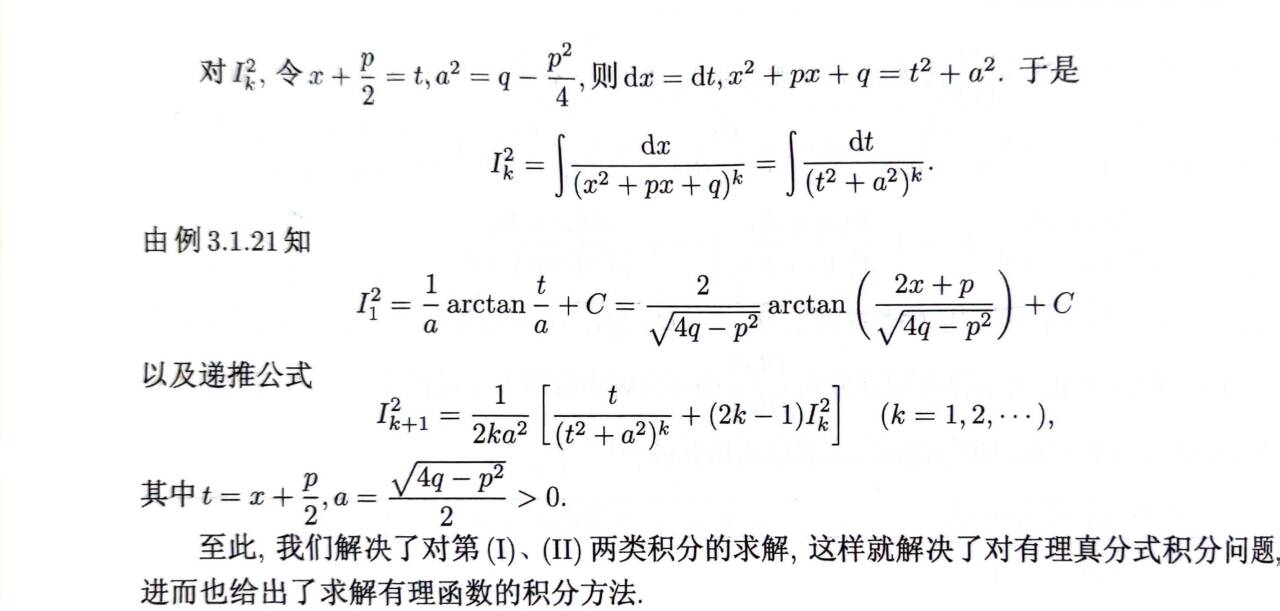 对 $I_k^2$, 令 $x + \frac{p}{2} = t, a^2 = q - \frac{p^2}{4}$, 则 $\mathrm{d}x = \mathrm{d}t, x^2 + px + q = t^2 + a^2$. 于是
$I_k^2 = \int \frac{\mathrm{d}x}{(x^2 + px + q)^k} = \int \frac{\mathrm{d}t}{(t^2 + a^2)^k}.$
由例3.1.21知
$I_1^2 = \frac{1}{a} \arctan \frac{t}{a} + C = \frac{2}{\sqrt{4q - p^2}} \arctan \left( \frac{2x + p}{\sqrt{4q - p^2}} \right) + C$
以及递推公式
$I_{k+1}^2 = \frac{1}{2ka^2} \left[ \frac{t}{(t^2 + a^2)^k} + (2k - 1)I_k^2 \right] \quad (k = 1, 2, \cdots),$
其中 $t = x + \frac{p}{2}, a = \frac{\sqrt{4q - p^2}}{2} > 0.$
至此, 我们解决了对第 (I)、(II) 两类积分的求解, 这样就解决了对有理真分式积分问题,
进而也给出了求解有理函数的积分方法.